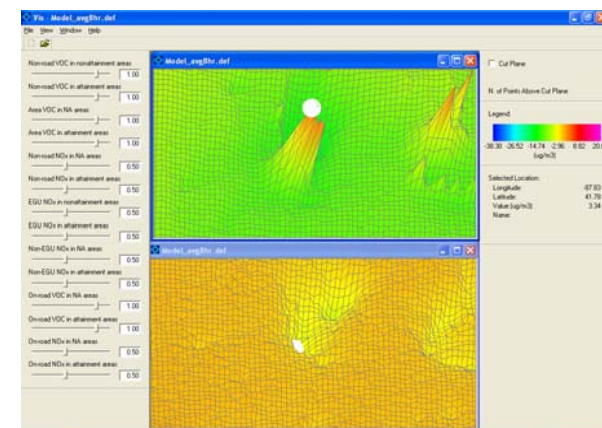 Vis - Model_avg8hr.def
File View Window Help
Non-road VOC in nonattainment areas
1.00
Non-road VOC in attainment areas
1.00
Area VOC in NA areas
1.00
Area VOC in attainment areas
1.00
Non-road NOx in NA areas
0.50
Non-road NOx in attainment areas
0.50
EGU NOx in nonattainment areas
0.50
EGU NOx in attainment areas
0.50
Non-EGU NOx in NA areas
0.50
Non-EGU NOx in attainment areas
0.50
On-road VOC in NA areas
1.00
On-road VOC in attainment areas
1.00
On-road NOx in NA areas
0.50
On-road NOx in attainment areas
0.50
Model_avg8hr.def
Model_avg8hr.def
Cut Plane
N. of Points Above Cut Plane
Legend:
-38.30 -26.52 -14.74 -2.96 8.82 20.
(ug/m3)
Selected Location:
Longitude: -87.83
Latitude: 41.78
Value (ug/m3) 3.34
Name: